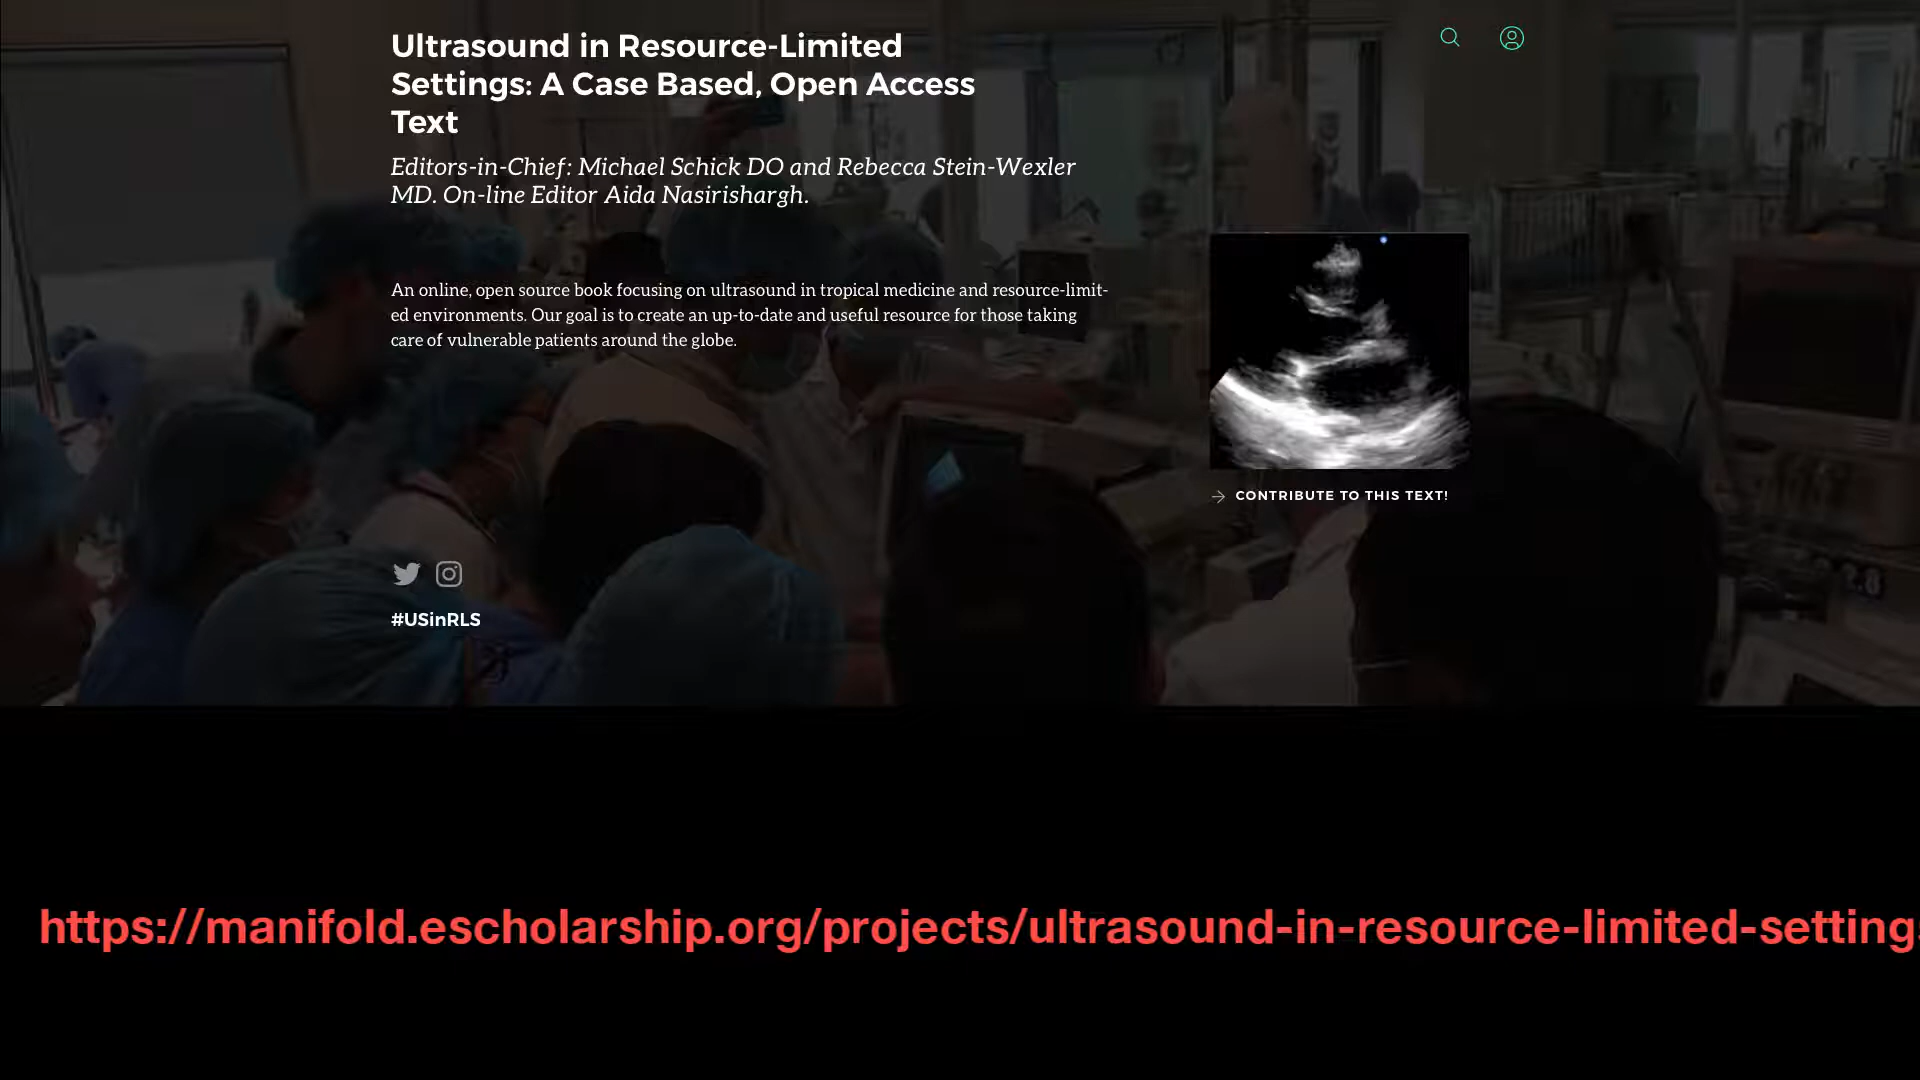 Ultrasound in Resource-Limited
Settings: A Case Based, Open Access
Text
Editors-in-Chief: Michael Schick DO and Rebecca Stein-Wexler
MD. On-line Editor Aida Nasirishargh.
An online, open source book focusing on ultrasound in tropical medicine and resource-limit-
ed environments. Our goal is to create an up-to-date and useful resource for those taking
care of vulnerable patients around the globe.
→ CONTRIBUTE TO THIS TEXT!
#USinRLS
https://manifold.escholarship.org/projects/ultrasound-in-resource-limited-settings